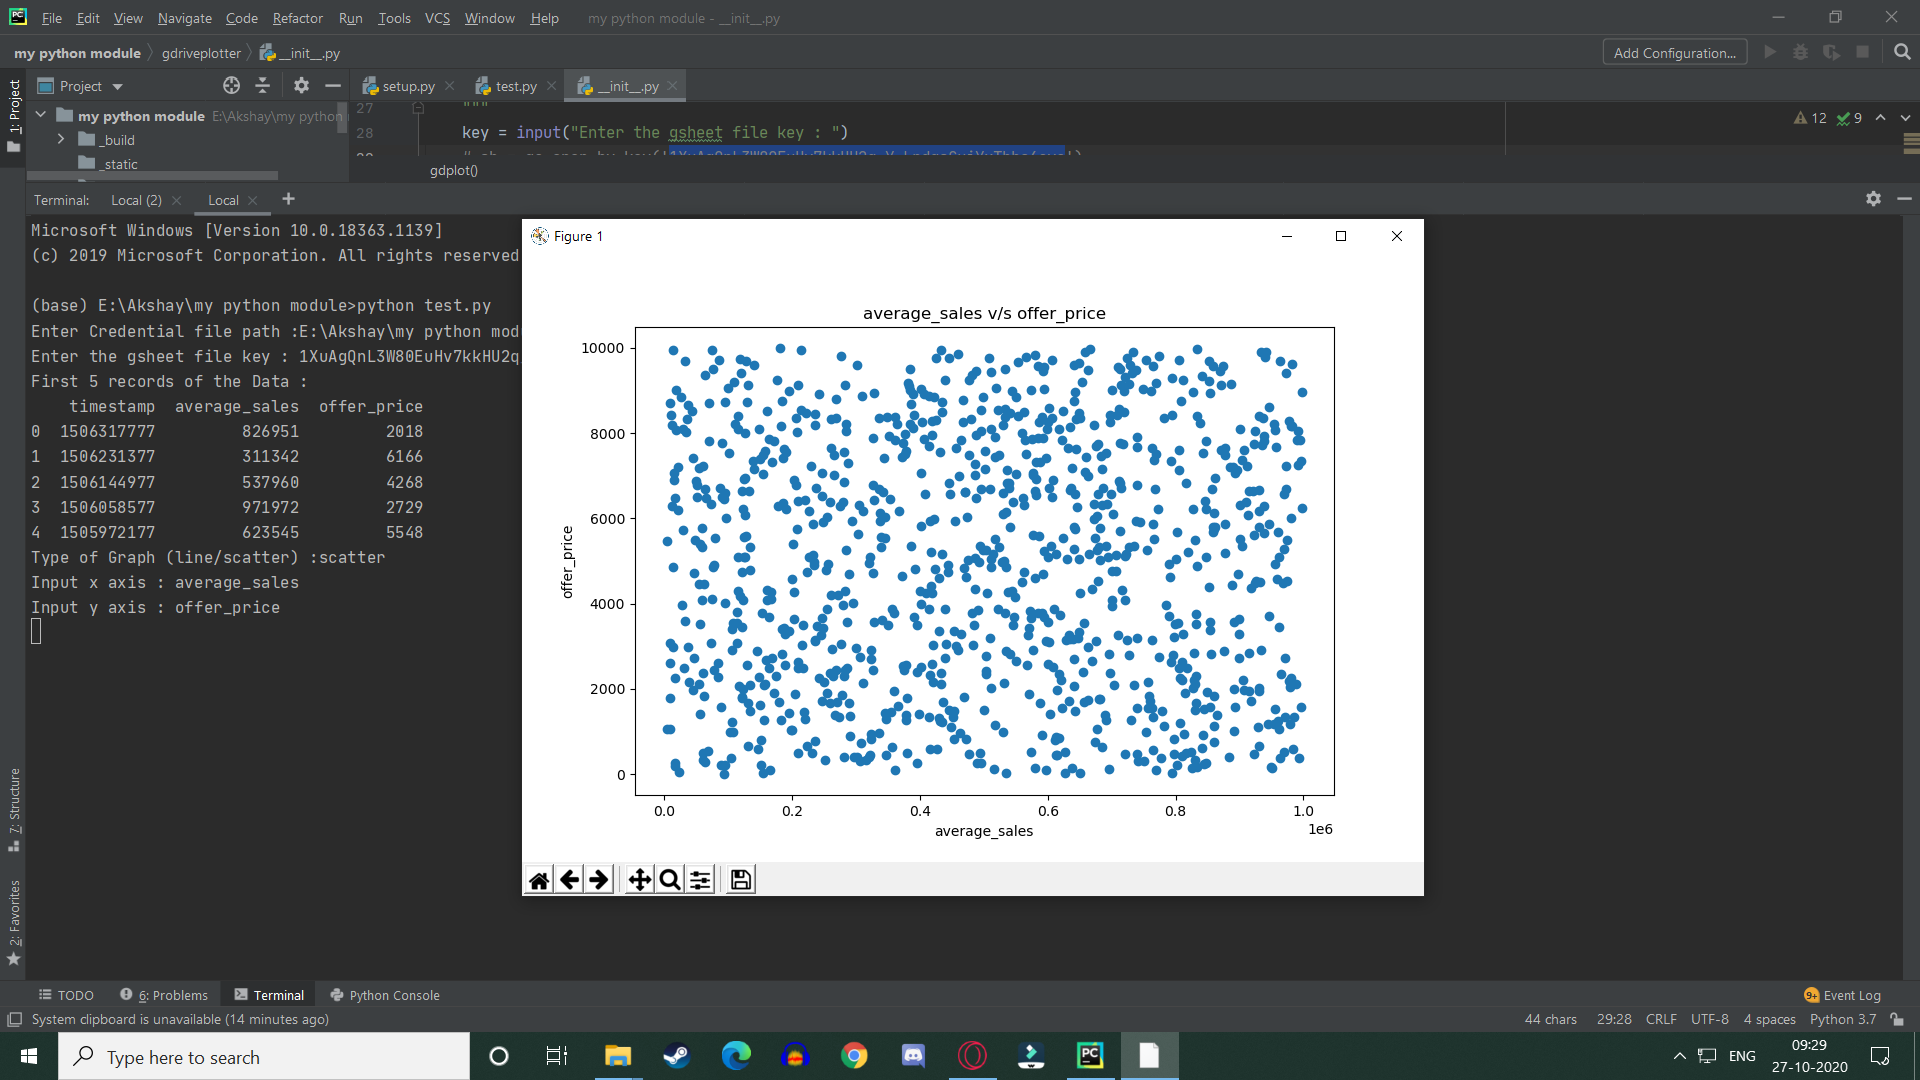 File Edit View Navigate Code Refactor Run Tools VCS Window Help my python module - __init__.py
my python module gdriveplotter __init__.py Add Configuration...
1: Project
Project setup.py test.py __init__.py
my python module E:\Akshay\my python
_build
_static
27 """
28 key = input("Enter the gsheet file key : ")
12 9
gdplot()
Terminal: Local (2) Local
Microsoft Windows [Version 10.0.18363.1139]
(c) 2019 Microsoft Corporation. All rights reserved
(base) E:\Akshay\my python module>python test.py
Enter Credential file path :E:\Akshay\my python mod
Enter the gsheet file key : 1XuAgQnL3W80EuHv7kkHU2q
First 5 records of the Data :
timestamp average_sales offer_price
0 1506317777 826951 2018
1 1506231377 311342 6166
2 1506144977 537960 4268
3 1506058577 971972 2729
4 1505972177 623545 5548
Type of Graph (line/scatter) :scatter
Input x axis : average_sales
Input y axis : offer_price
Figure 1
average_sales v/s offer_price
10000
8000
6000
4000
2000
0
offer_price
0.0 0.2 0.4 0.6 0.8 1.0
1e6
average_sales
7: Structure
2: Favorites
TODO 6: Problems Terminal Python Console 9+ Event Log
System clipboard is unavailable (14 minutes ago) 44 chars 29:28 CRLF UTF-8 4 spaces Python 3.7
Type here to search
PC
ENG
09:29
27-10-2020